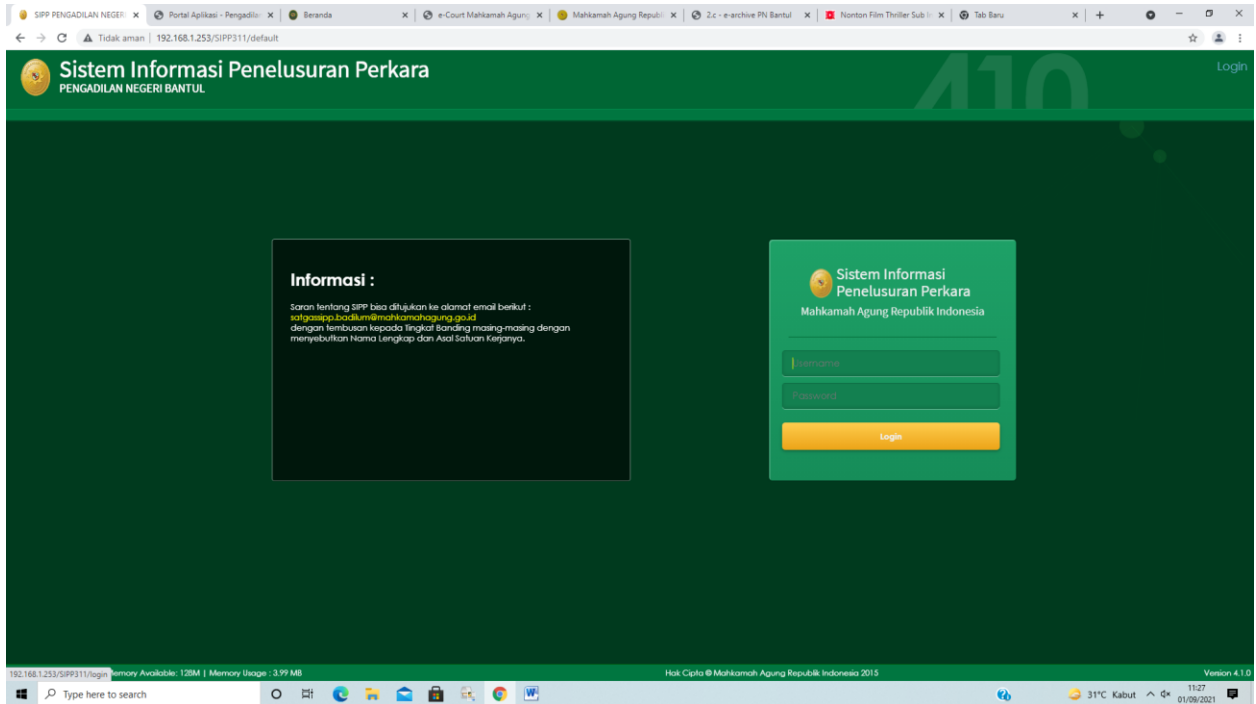 SIPP PENGADILAN NEGERI
Portal Aplikasi - Pengadilan
Beranda
e-Court Mahkamah Agung
Mahkamah Agung Republik
2.c - e-archive PN Bantul
Nonton Film Thriller Sub
Tab Baru
Tidak aman | 192.168.1.253/SIPP311/default
Sistem Informasi Penelusuran Perkara
PENGADILAN NEGERI BANTUL
410
Login
Informasi :
Saran tentang SIPP bisa ditujukan ke alamat email berikut :
satgassipp.badilum@mahkamahagung.go.id
dengan tembusan kepada Tingkat Banding masing-masing dengan
menyebutkan Nama Lengkap dan Asal Satuan Kerjanya.
Sistem Informasi
Penelusuran Perkara
Mahkamah Agung Republik Indonesia
Username
Password
Login
192.168.1.253/SIPP311/login Memory Available: 128M | Memory Usage : 3.99 MB
Hak Cipta @ Mahkamah Agung Republik Indonesia 2015
Version 4.1.0
Type here to search
31°C Kabut
11:27
01/09/2021